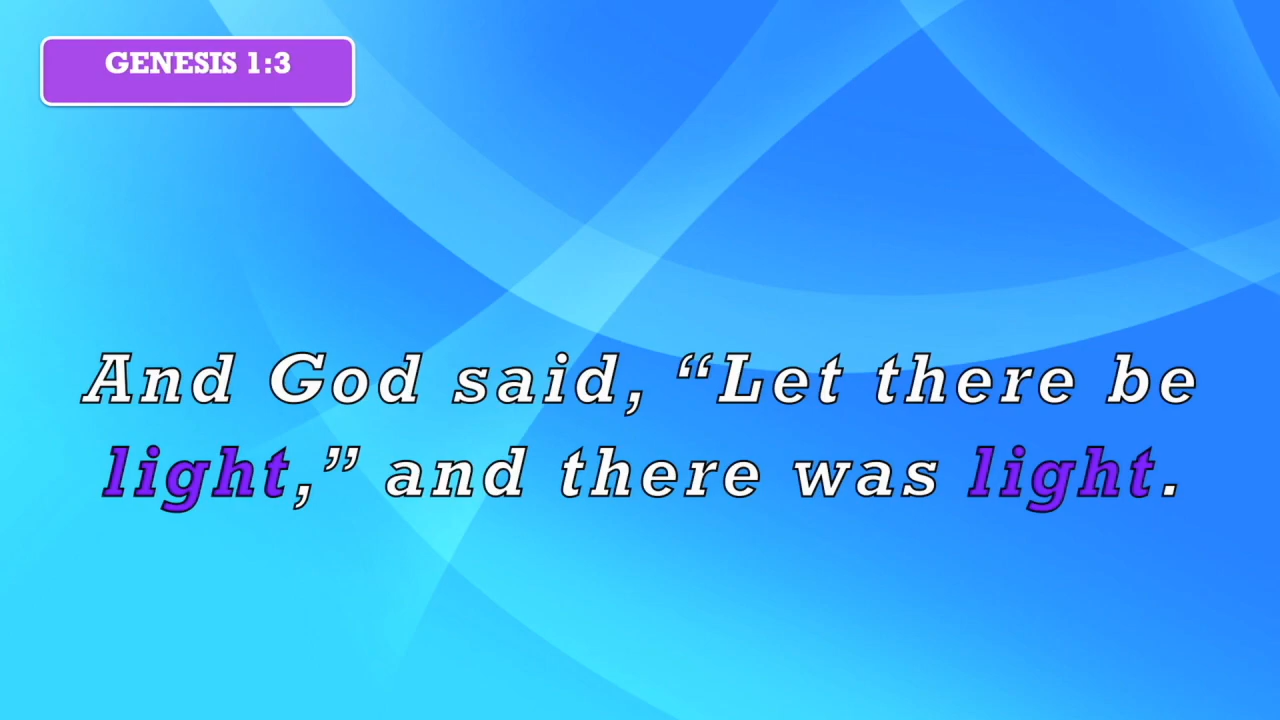 GENESIS 1:3
And God said, “Let there be
light,” and there was light.